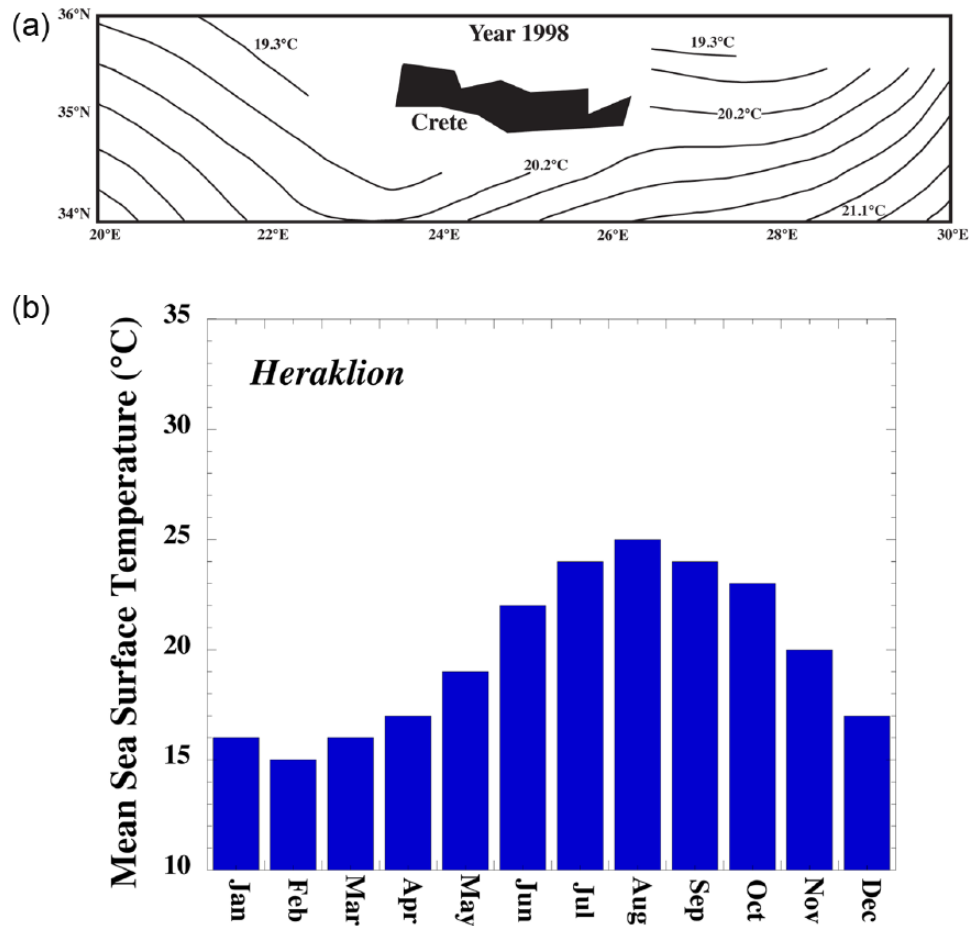 (a)
36°N
35°N
34°N
Year 1998
19.3°C
19.3°C
Crete
20.2°C
20.2°C
21.1°C
20°E 22°E 24°E 26°E 28°E 30°E
(b)
Mean Sea Surface Temperature (°C)
35
30
25
20
15
10
Heraklion
Jan Feb Mar Apr May Jun Jul Aug Sep Oct Nov Dec